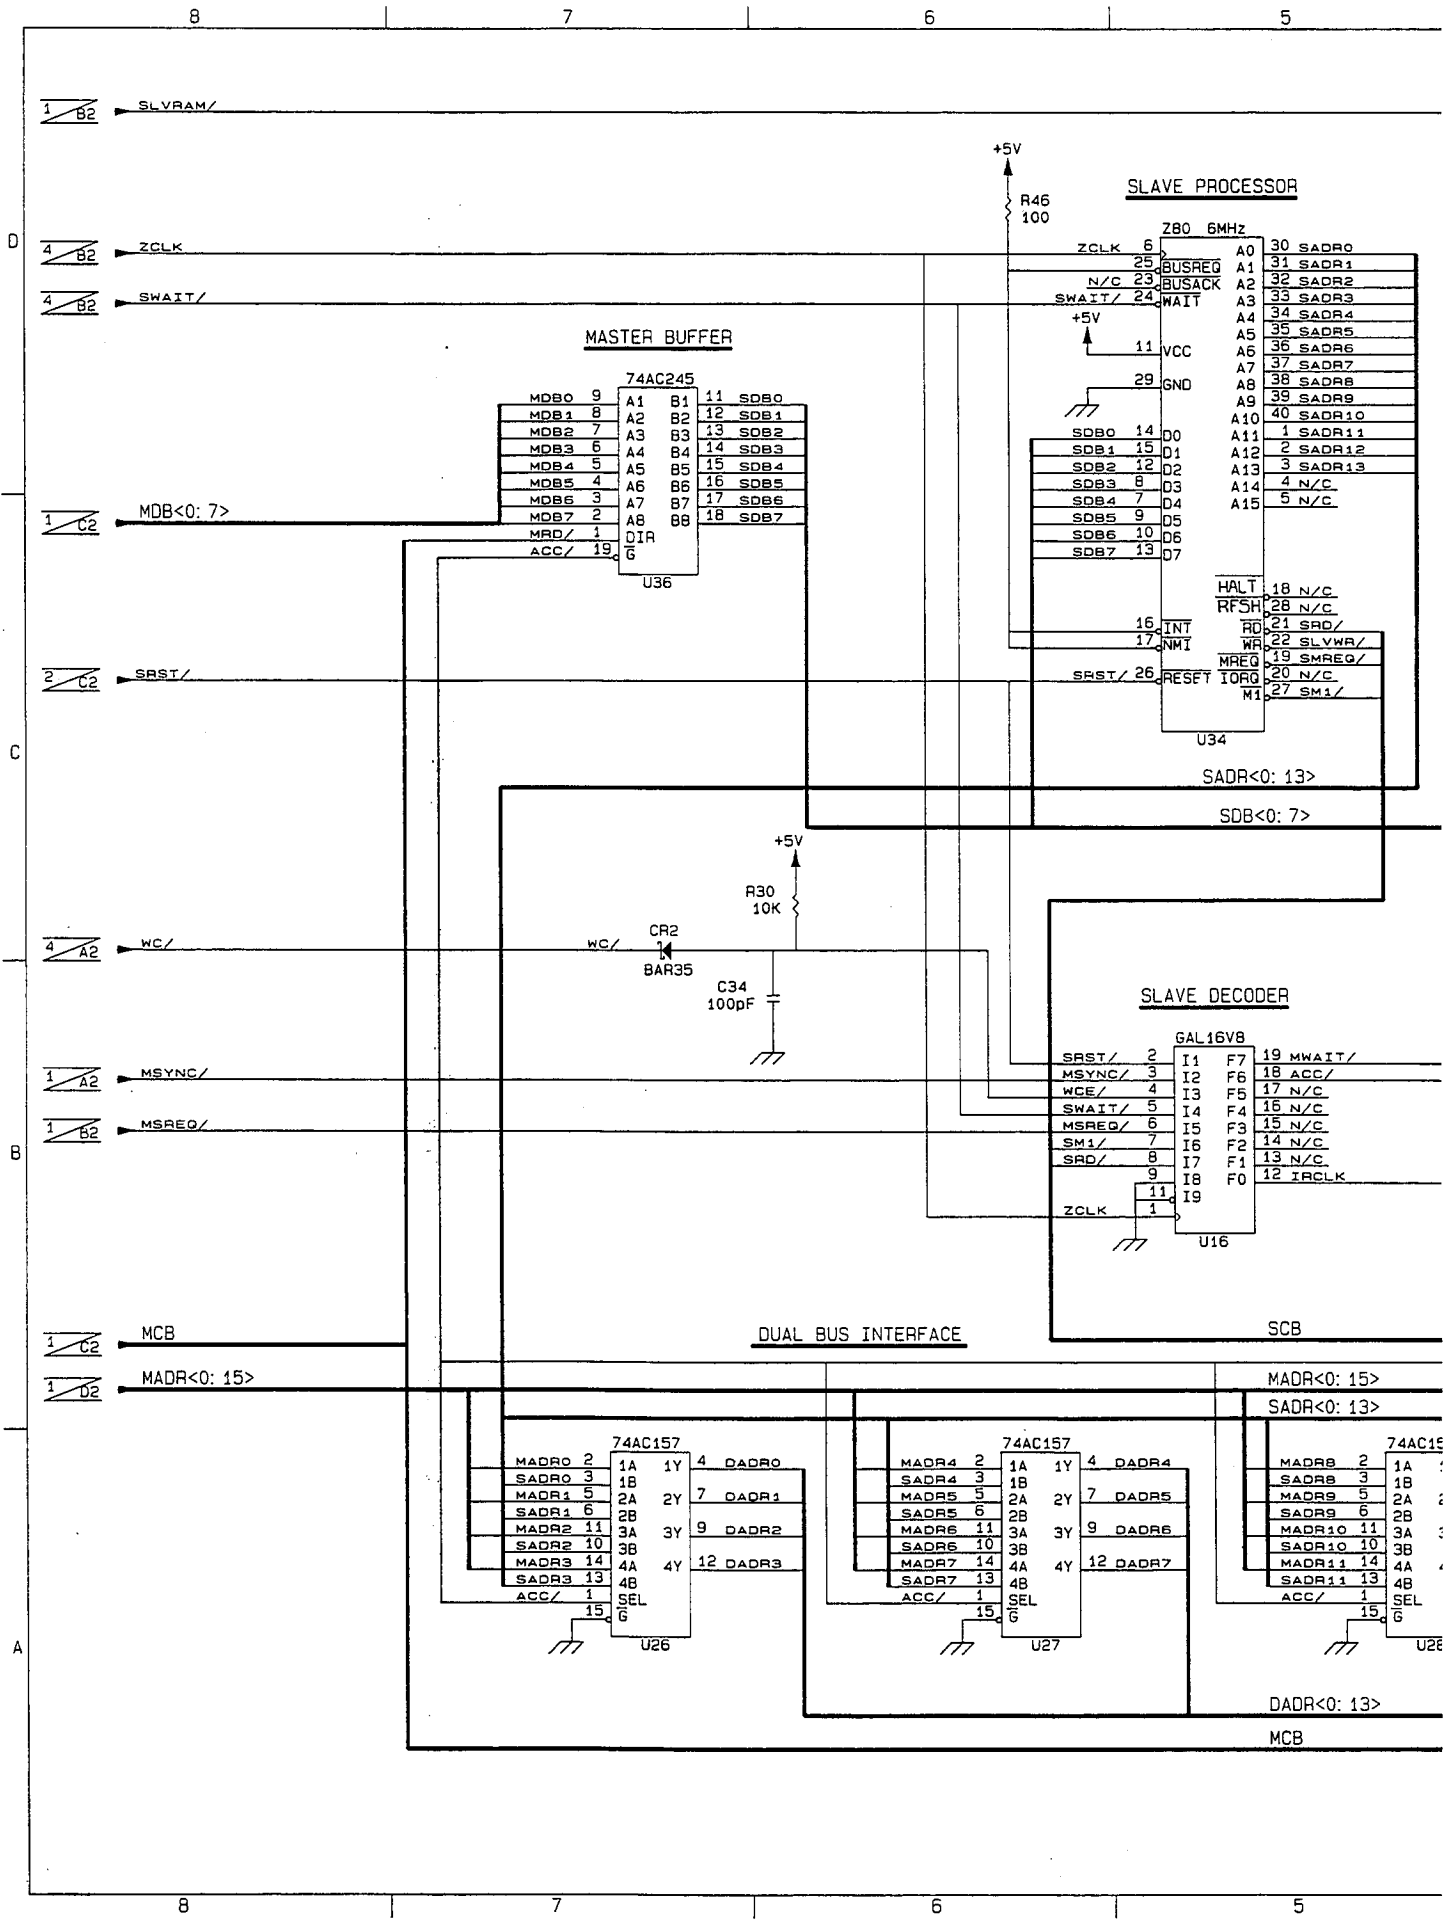 8 7 6 5
1 B2 SLVRAM/
+5V
SLAVE PROCESSOR
R46
100
D
Z80 6MHz
4 B2 ZCLK
ZCLK 6 A0 30 SADR0
25 BUSREQ A1 31 SADR1
N/C 23 BUSACK A2 32 SADR2
4 B2 SWAIT/
SWAIT/ 24 WAIT A3 33 SADR3
+5V A4 34 SADR4
A5 35 SADR5
11 VCC A6 36 SADR6
A7 37 SADR7
29 GND A8 38 SADR8
A9 39 SADR9
A10 40 SADR10
SDB0 14 D0 A11 1 SADR11
SDB1 15 D1 A12 2 SADR12
SDB2 12 D2 A13 3 SADR13
SDB3 8 D3 A14 4 N/C
SDB4 7 D4 A15 5 N/C
SDB5 9 D5
SDB6 10 D6
SDB7 13 D7
HALT 18 N/C
RFSH 28 N/C
16 INT RD 21 SRD/
17 NMI WR 22 SLVWR/
MREQ 19 SMREQ/
SRST/ 26 RESET IORQ 20 N/C
M1 27 SM1/
U34
MASTER BUFFER
74AC245
MDB0 9 A1 B1 11 SDB0
MDB1 8 A2 B2 12 SDB1
MDB2 7 A3 B3 13 SDB2
MDB3 6 A4 B4 14 SDB3
MDB4 5 A5 B5 15 SDB4
MDB5 4 A6 B6 16 SDB5
MDB6 3 A7 B7 17 SDB6
MDB7 2 A8 B8 18 SDB7
MRD/ 1 DIR
ACC/ 19 G
U36
1 C2 MDB<0:7>
2 C2 SRST/
C
SADR<0:13>
SDB<0:7>
+5V
R30
10K
4 A2 WC/
WC/ CR2
BAR35
C34
100pF
SLAVE DECODER
GAL16V8
1 A2 MSYNC/
SRST/ 2 I1 F7 19 MWAIT/
MSYNC/ 3 I2 F6 18 ACC/
WCE/ 4 I3 F5 17 N/C
SWAIT/ 5 I4 F4 16 N/C
1 B2 MSREQ/
MSREQ/ 6 I5 F3 15 N/C
SM1/ 7 I6 F2 14 N/C
SRD/ 8 I7 F1 13 N/C
9 I8 F0 12 IRCLK
11 I9
ZCLK 1
U16
B
DUAL BUS INTERFACE
1 C2 MCB
SCB
1 D2 MADR<0:15>
MADR<0:15>
SADR<0:13>
74AC157
MADR0 2 1A 1Y 4 DADR0
SADR0 3 1B
MADR1 5 2A 2Y 7 DADR1
SADR1 6 2B
MADR2 11 3A 3Y 9 DADR2
SADR2 10 3B
MADR3 14 4A 4Y 12 DADR3
SADR3 13 4B
ACC/ 1 SEL
15 G
U26
74AC157
MADR4 2 1A 1Y 4 DADR4
SADR4 3 1B
MADR5 5 2A 2Y 7 DADR5
SADR5 6 2B
MADR6 11 3A 3Y 9 DADR6
SADR6 10 3B
MADR7 14 4A 4Y 12 DADR7
SADR7 13 4B
ACC/ 1 SEL
15 G
U27
74AC15
MADR8 2 1A
SADR8 3 1B
MADR9 5 2A
SADR9 6 2B
MADR10 11 3A
SADR10 10 3B
MADR11 14 4A
SADR11 13 4B
ACC/ 1 SEL
15 G
U28
A
DADR<0:13>
MCB
8 7 6 5